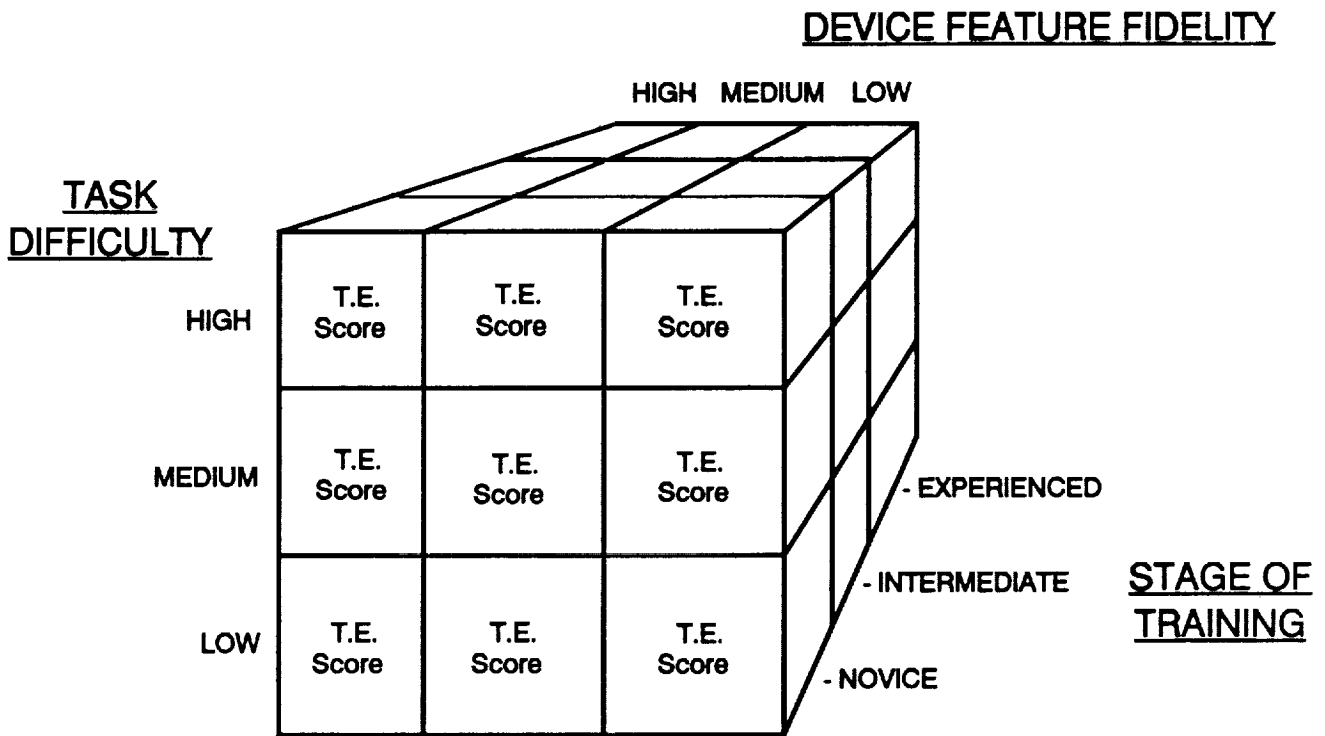 DEVICE FEATURE FIDELITY
HIGH MEDIUM LOW
TASK
DIFFICULTY
HIGH
T.E.
Score
T.E.
Score
T.E.
Score
MEDIUM
T.E.
Score
T.E.
Score
T.E.
Score
- EXPERIENCED
- INTERMEDIATE
STAGE OF
TRAINING
LOW
T.E.
Score
T.E.
Score
T.E.
Score
- NOVICE